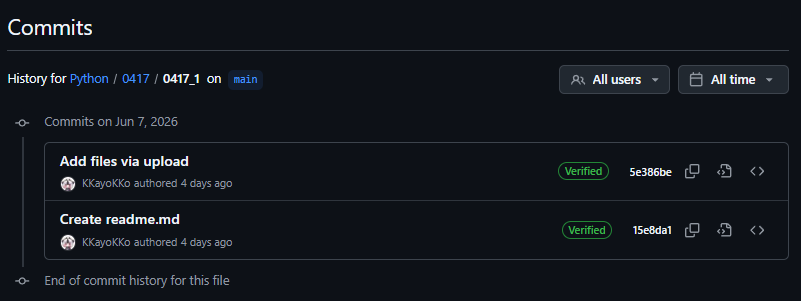 Commits
History for Python / 0417 / 0417_1 on main
All users
All time
Commits on Jun 7, 2026
Add files via upload
KKayoKKo authored 4 days ago
Verified
5e386be
Create readme.md
KKayoKKo authored 4 days ago
Verified
15e8da1
End of commit history for this file